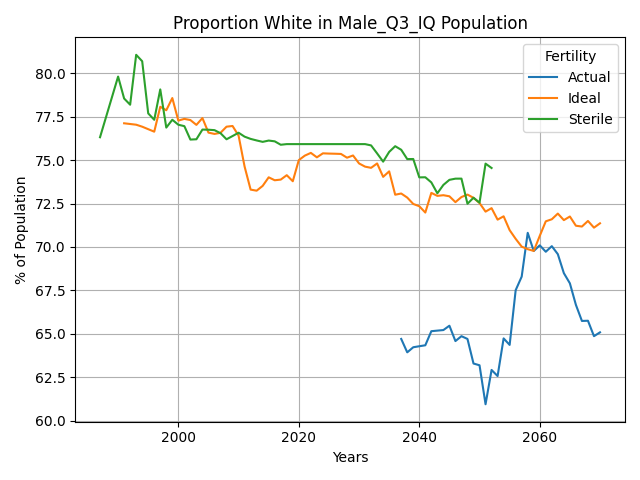 Proportion White in Male_Q3_IQ Population
Fertility
Actual
Ideal
Sterile
% of Population
80.0
77.5
75.0
72.5
70.0
67.5
65.0
62.5
60.0
2000
2020
2040
2060
Years